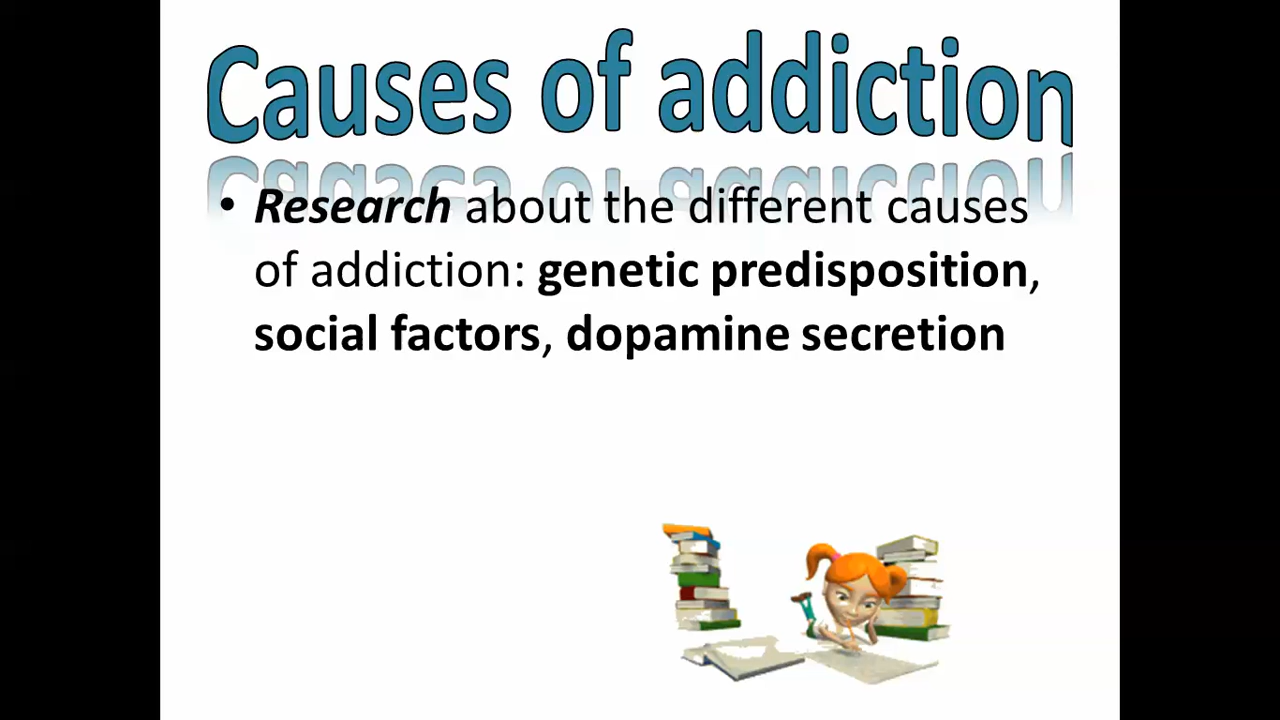 Causes of addiction
• Research about the different causes
of addiction: genetic predisposition,
social factors, dopamine secretion